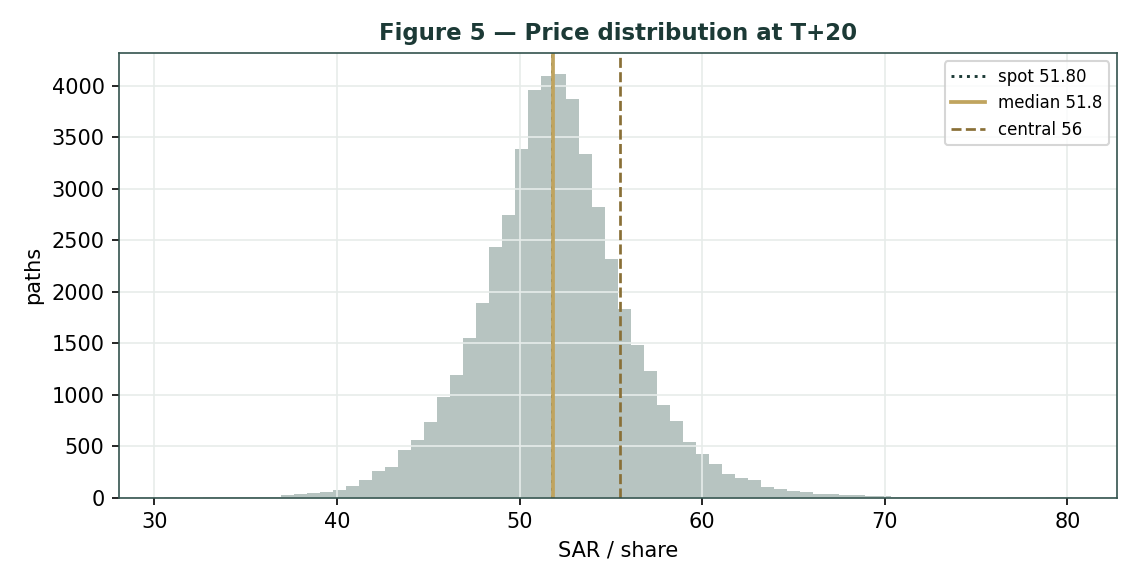 Figure 5 — Price distribution at T+20
spot 51.80
median 51.8
central 56
paths
4000
3500
3000
2500
2000
1500
1000
500
0
30 40 50 60 70 80
SAR / share